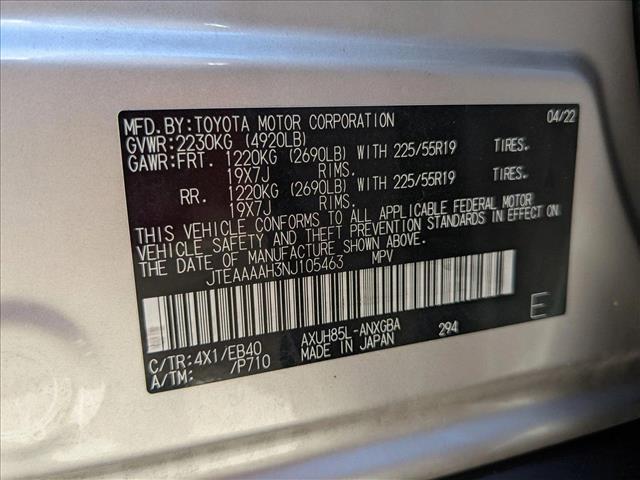 MFD.BY:TOYOTA MOTOR CORPORATION 04/22
GVWR:2230KG (4920LB)
GAWR:FRT. 1220KG (2690LB) WITH 225/55R19 TIRES.
19X7J RIMS.
RR. 1220KG (2690LB) WITH 225/55R19 TIRES.
19X7J RIMS.
THIS VEHICLE CONFORMS TO ALL APPLICABLE FEDERAL MOTOR
VEHICLE SAFETY AND THEFT PREVENTION STANDARDS IN EFFECT ON
THE DATE OF MANUFACTURE SHOWN ABOVE.
JTEAAAAH3NJ105463 MPV
E
C/TR:4X1/EB40 AXUH85L-ANXGBA 294
A/TM: /P710 MADE IN JAPAN